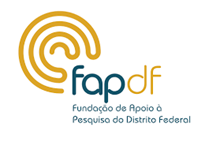 fapdf
Fundação de Apoio à
Pesquisa do Distrito Federal